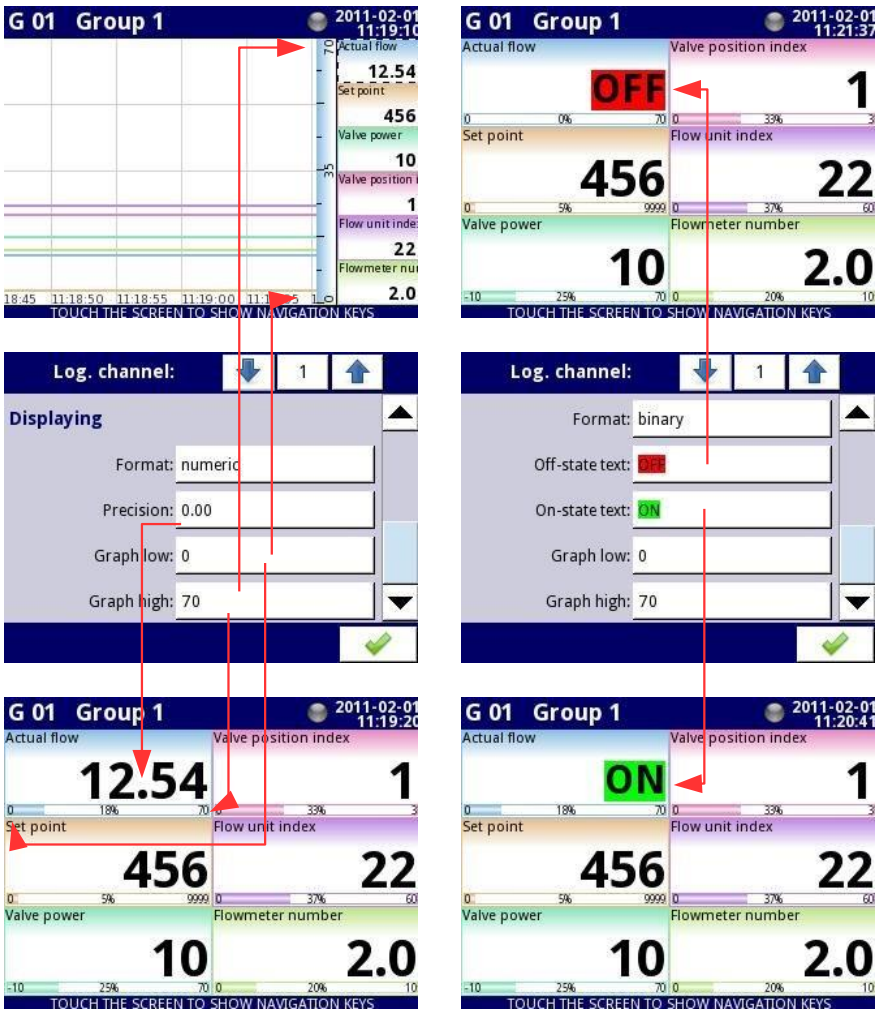 G 01 Group 1
2011-02-01
11:19:10
70
Actual flow
12.54
Set point
456
Valve power
10
35
Valve position i
1
Flow unit inde
22
Flowmeter nu
2.0
0
18:45 11:18:50 11:18:55 11:19:00
TOUCH THE SCREEN TO SHOW NAVIGATION KEYS
G 01 Group 1
2011-02-01
11:21:37
Actual flow
OFF
0 0% 70
Valve position index
1
0 33% 3
Set point
456
0 5% 9999
Flow unit index
22
0 37% 60
Valve power
10
-10 25% 70
Flowmeter number
2.0
0 20% 10
TOUCH THE SCREEN TO SHOW NAVIGATION KEYS
Log. channel: 1
Displaying
Format: numeric
Precision: 0.00
Graph low: 0
Graph high: 70
Log. channel: 1
Format: binary
Off-state text: OFF
On-state text: ON
Graph low: 0
Graph high: 70
G 01 Group 1
2011-02-01
11:19:20
Actual flow
12.54
0 18% 70
Valve position index
1
0 33% 3
Set point
456
0 5% 9999
Flow unit index
22
0 37% 60
Valve power
10
-10 25% 70
Flowmeter number
2.0
0 20% 10
TOUCH THE SCREEN TO SHOW NAVIGATION KEYS
G 01 Group 1
2011-02-01
11:20:41
Actual flow
ON
0 18% 70
Valve position index
1
0 33% 3
Set point
456
0 5% 9999
Flow unit index
22
0 37% 60
Valve power
10
-10 25% 70
Flowmeter number
2.0
0 20% 10
TOUCH THE SCREEN TO SHOW NAVIGATION KEYS